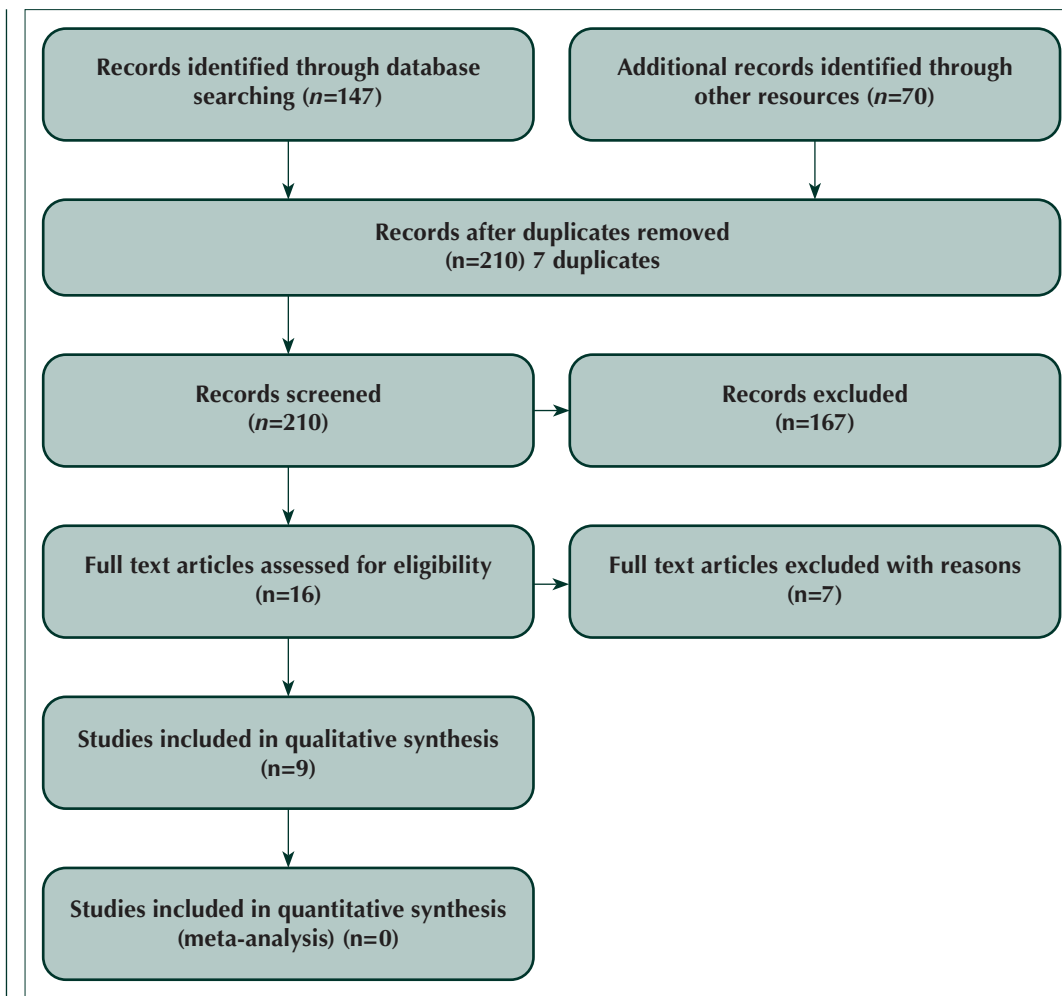 Records identified through database
searching (n=147)
Additional records identified through
other resources (n=70)
Records after duplicates removed
(n=210) 7 duplicates
Records screened
(n=210)
Records excluded
(n=167)
Full text articles assessed for eligibility
(n=16)
Full text articles excluded with reasons
(n=7)
Studies included in qualitative synthesis
(n=9)
Studies included in quantitative synthesis
(meta-analysis) (n=0)